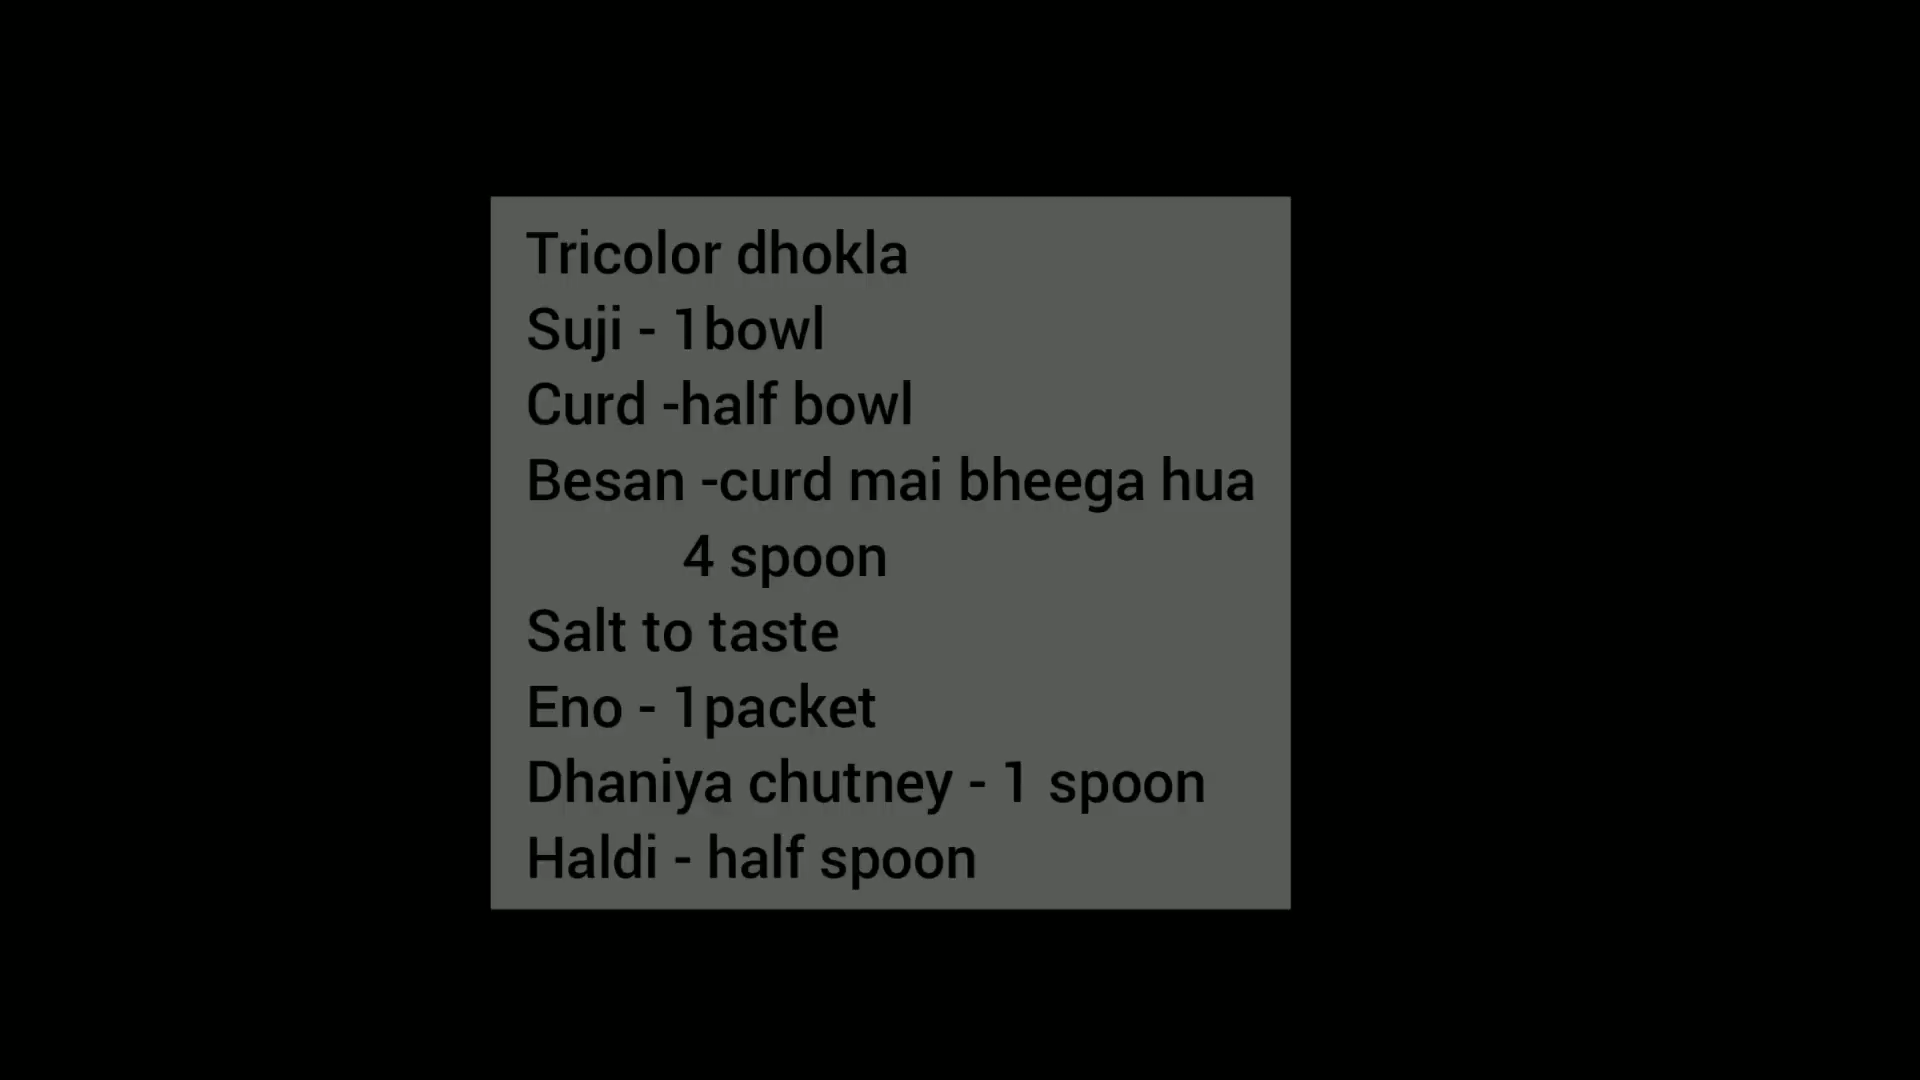 Tricolor dhokla
Suji - 1bowl
Curd -half bowl
Besan -curd mai bheega hua
4 spoon
Salt to taste
Eno - 1packet
Dhaniya chutney - 1 spoon
Haldi - half spoon